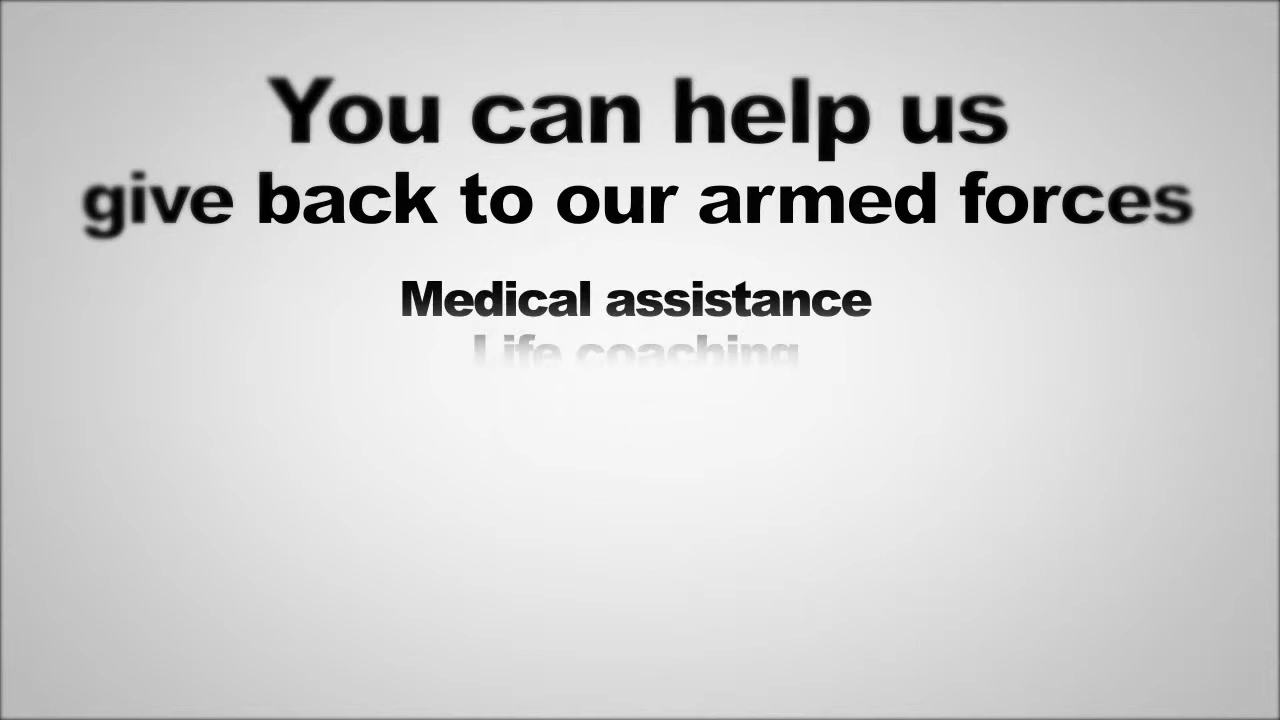 You can help us
give back to our armed forces
Medical assistance
Life coaching